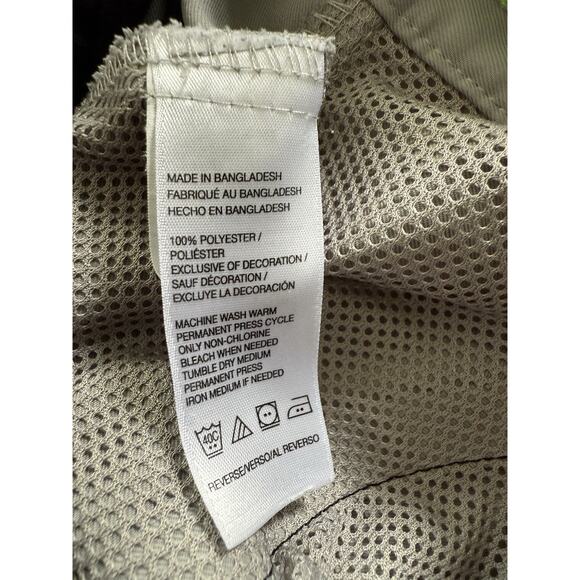 MADE IN BANGLADESH
FABRIQUÉ AU BANGLADESH
HECHO EN BANGLADESH
100% POLYESTER /
POLIÉSTER
EXCLUSIVE OF DECORATION /
SAUF DÉCORATION /
EXCLUYE LA DECORACIÓN
MACHINE WASH WARM
PERMANENT PRESS CYCLE
ONLY NON-CHLORINE
BLEACH WHEN NEEDED
TUMBLE DRY MEDIUM
PERMANENT PRESS
IRON MEDIUM IF NEEDED
40C
REVERSE/VERSO/AL REVERSO